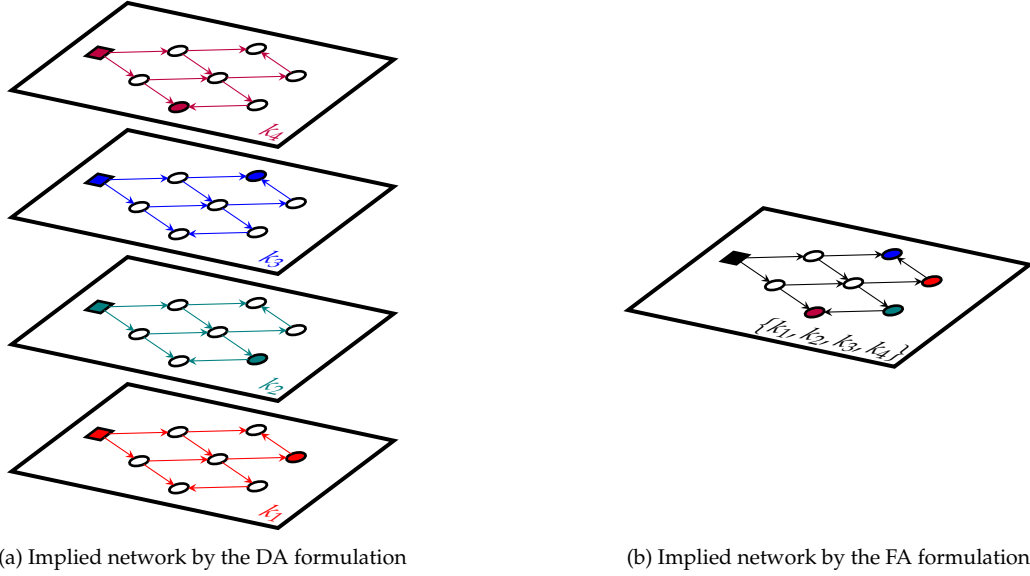 k4
k3
k2
k1
{k1, k2, k3, k4}
(a) Implied network by the DA formulation
(b) Implied network by the FA formulation